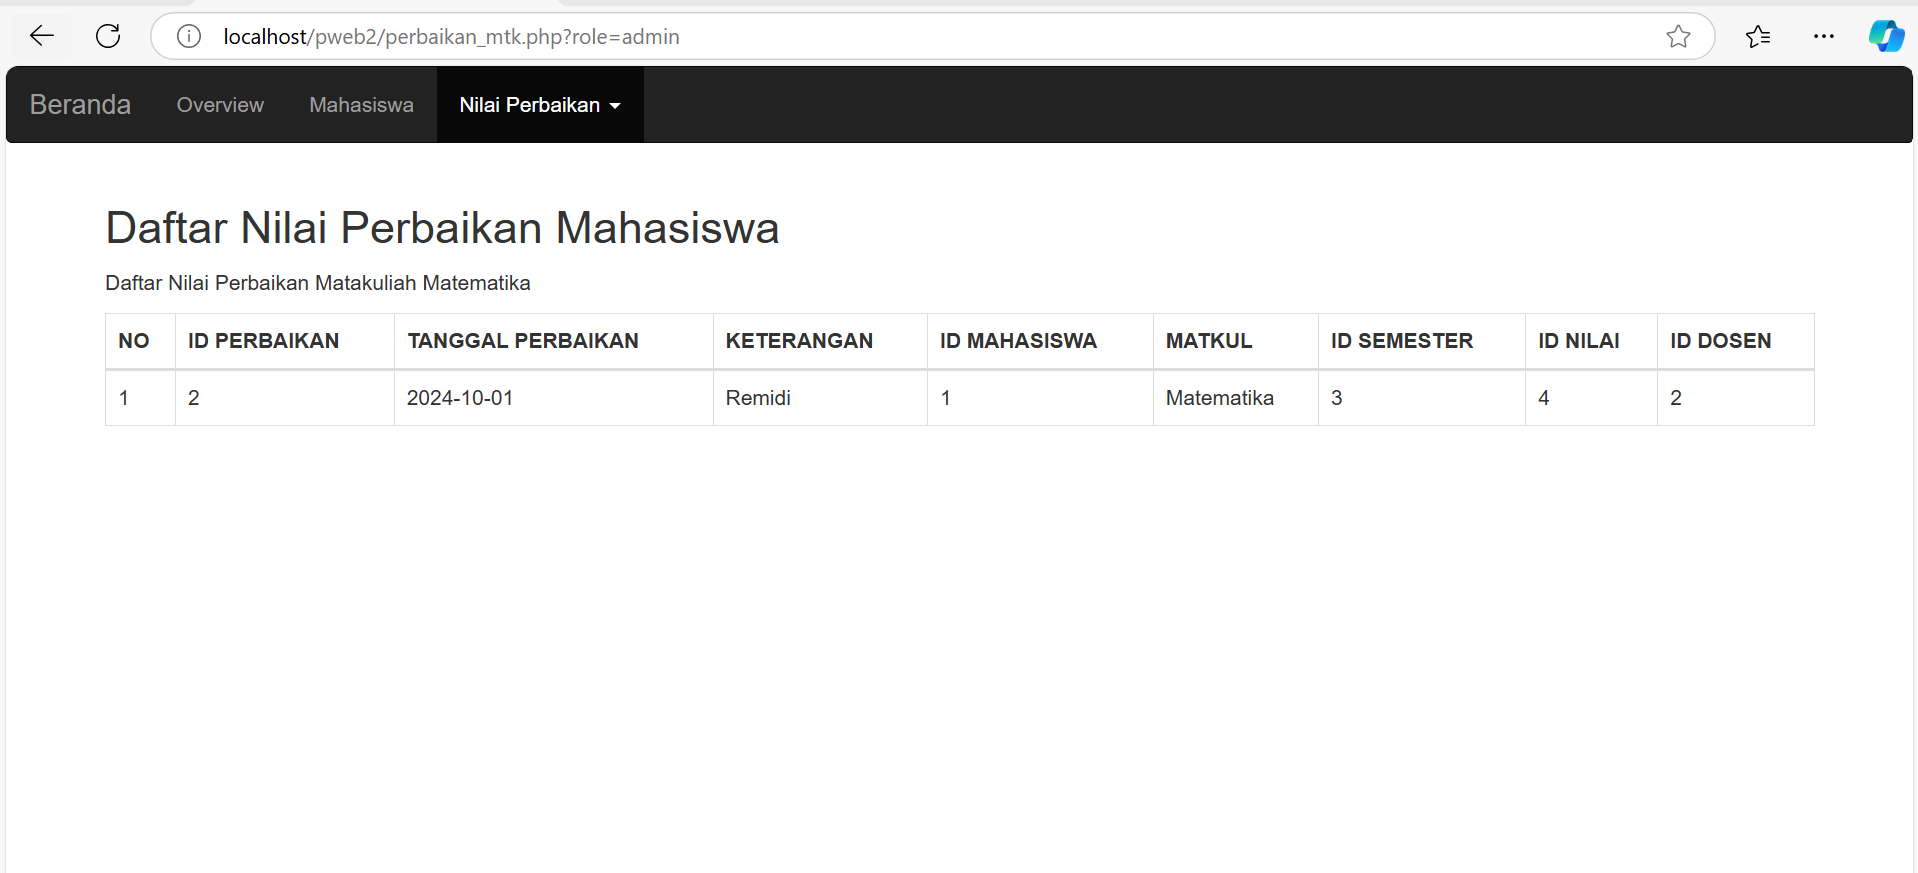 localhost/pweb2/perbaikan_mtk.php?role=admin
Beranda Overview Mahasiswa Nilai Perbaikan
Daftar Nilai Perbaikan Mahasiswa
Daftar Nilai Perbaikan Matakuliah Matematika
NO ID PERBAIKAN TANGGAL PERBAIKAN KETERANGAN ID MAHASISWA MATKUL ID SEMESTER ID NILAI ID DOSEN
1 2 2024-10-01 Remidi 1 Matematika 3 4 2